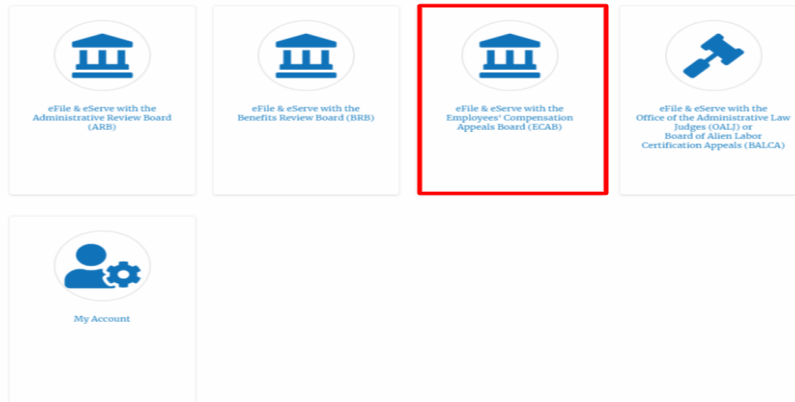 eFile & eServe with the
Administrative Review Board
(ARB)
eFile & eServe with the
Benefits Review Board (BRB)
eFile & eServe with the
Employees' Compensation
Appeals Board (ECAB)
eFile & eServe with the
Office of the Administrative Law
Judges (OALJ) or
Board of Alien Labor
Certification Appeals (BALCA)
My Account